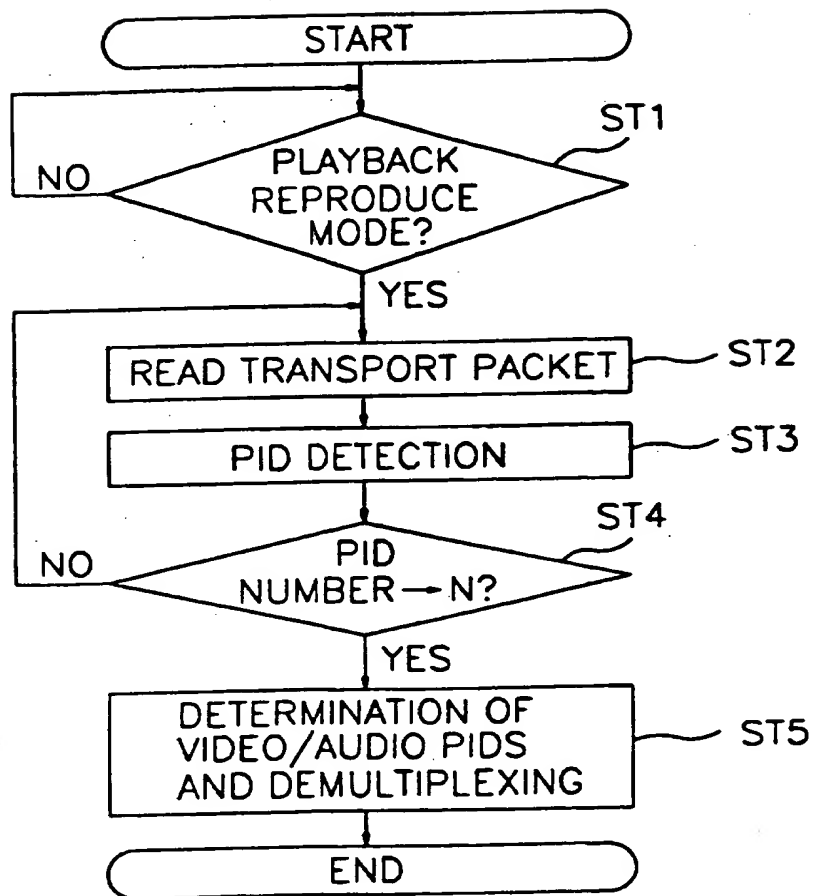 START
ST1
PLAYBACK
REPRODUCE
MODE?
NO
YES
READ TRANSPORT PACKET
ST2
PID DETECTION
ST3
ST4
PID
NUMBER→N?
NO
YES
DETERMINATION OF
VIDEO/AUDIO PIDS
AND DEMULTIPLEXING
ST5
END